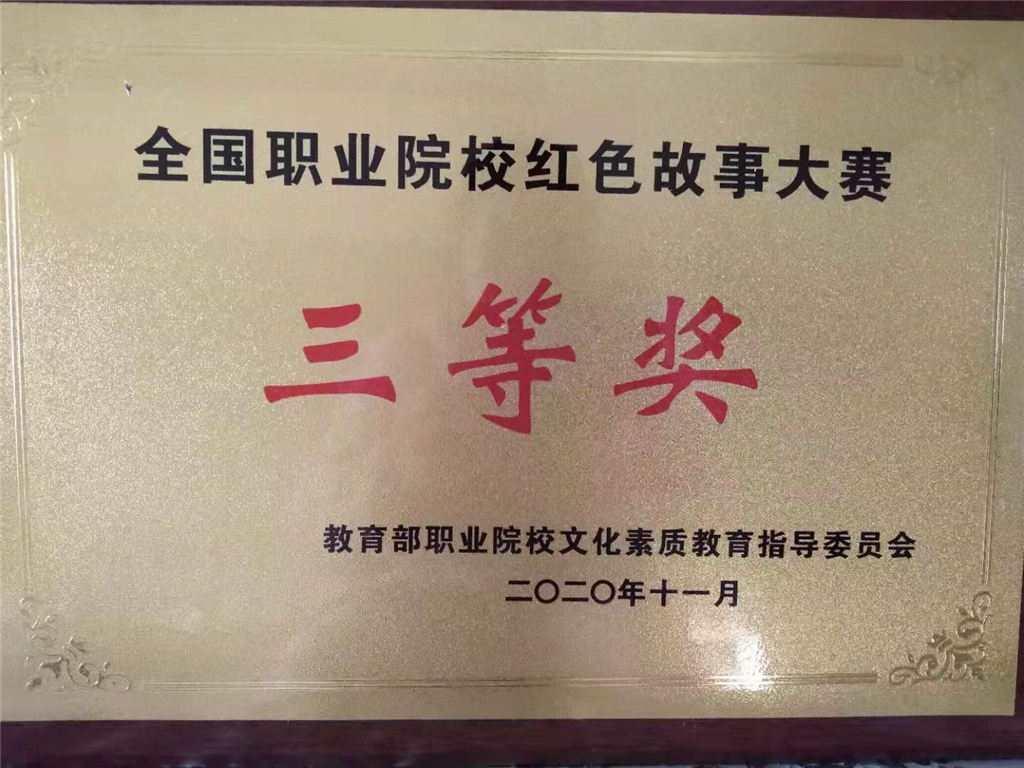 全国职业院校红色故事大赛
三等奖
教育部职业院校文化素质教育指导委员会
二〇二〇年十一月